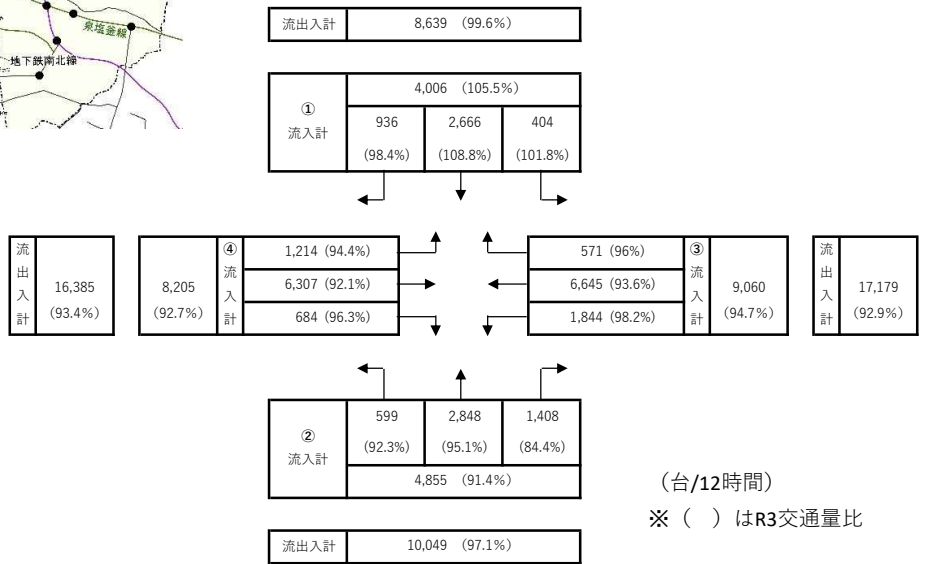 泉塩釜線
地下鉄南北線
流出入計 8,639 (99.6%)
① 流入計
4,006 (105.5%)
936 2,666 404
(98.4%) (108.8%) (101.8%)
流出入計 16,385 (93.4%)
8,205 (92.7%)
④ 流入計
1,214 (94.4%)
6,307 (92.1%)
684 (96.3%)
571 (96%)
6,645 (93.6%)
1,844 (98.2%)
③ 流入計
9,060 (94.7%)
流出入計 17,179 (92.9%)
② 流入計
599 2,848 1,408
(92.3%) (95.1%) (84.4%)
4,855 (91.4%)
流出入計 10,049 (97.1%)
(台/12時間)
※( )はR3交通量比